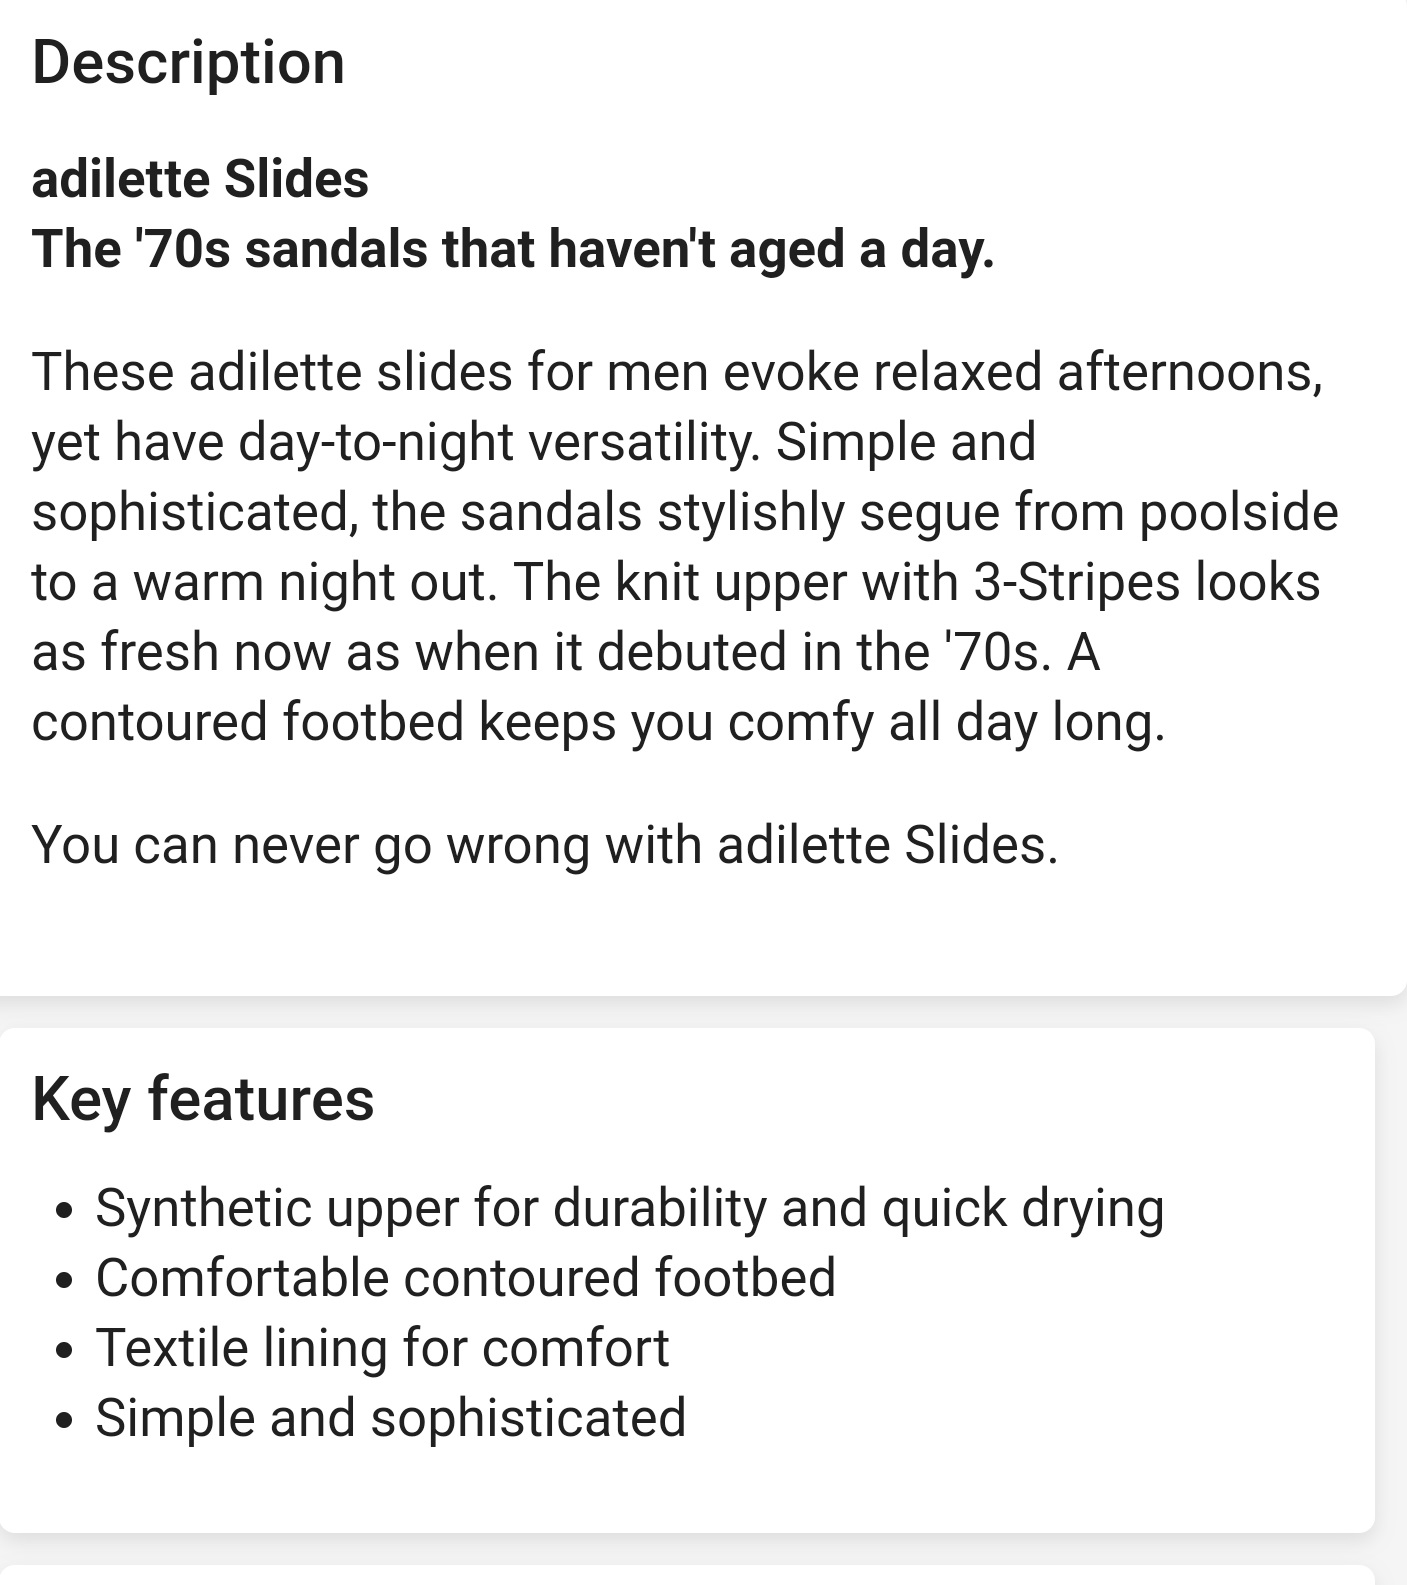 Description
adilette Slides
The '70s sandals that haven't aged a day.
These adilette slides for men evoke relaxed afternoons,
yet have day-to-night versatility. Simple and
sophisticated, the sandals stylishly segue from poolside
to a warm night out. The knit upper with 3-Stripes looks
as fresh now as when it debuted in the '70s. A
contoured footbed keeps you comfy all day long.
You can never go wrong with adilette Slides.
Key features
• Synthetic upper for durability and quick drying
• Comfortable contoured footbed
• Textile lining for comfort
• Simple and sophisticated